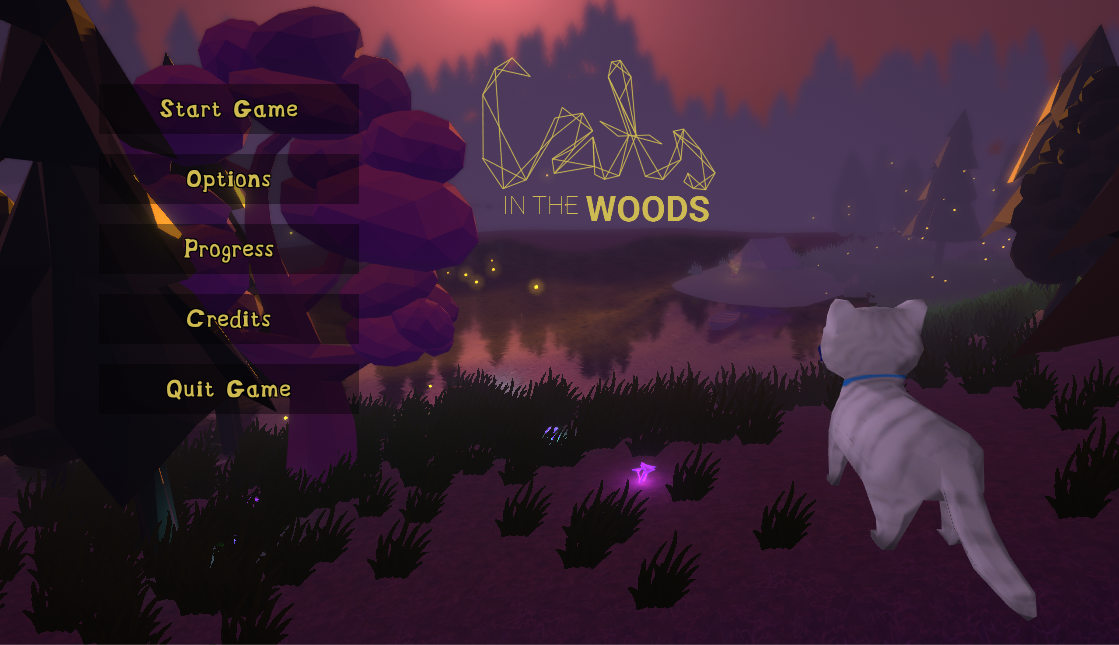 Cats
IN THE WOODS
Start Game
Options
Progress
Credits
Quit Game